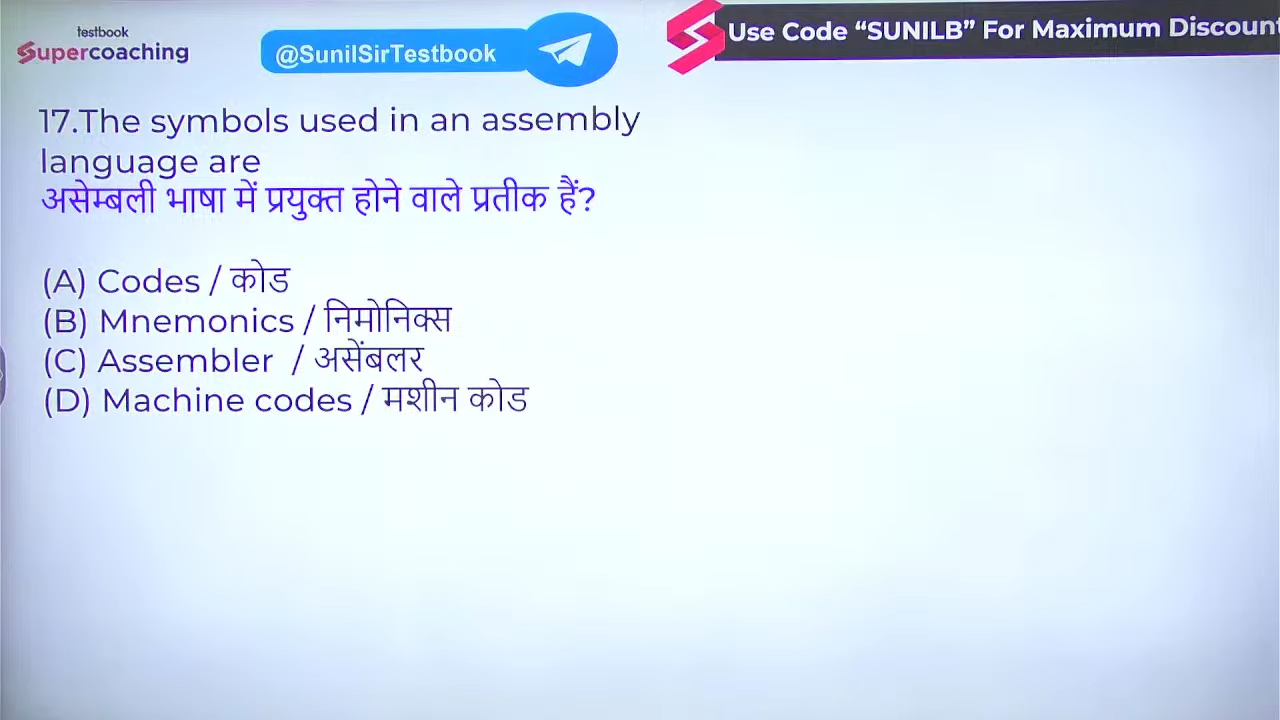 testbook
Supercoaching
@SunilSirTestbook
Use Code “SUNILB” For Maximum Discount
17.The symbols used in an assembly
language are
असेम्बली भाषा में प्रयुक्त होने वाले प्रतीक हैं?
(A) Codes / कोड
(B) Mnemonics / निमोनिक्स
(C) Assembler / असेंबलर
(D) Machine codes / मशीन कोड